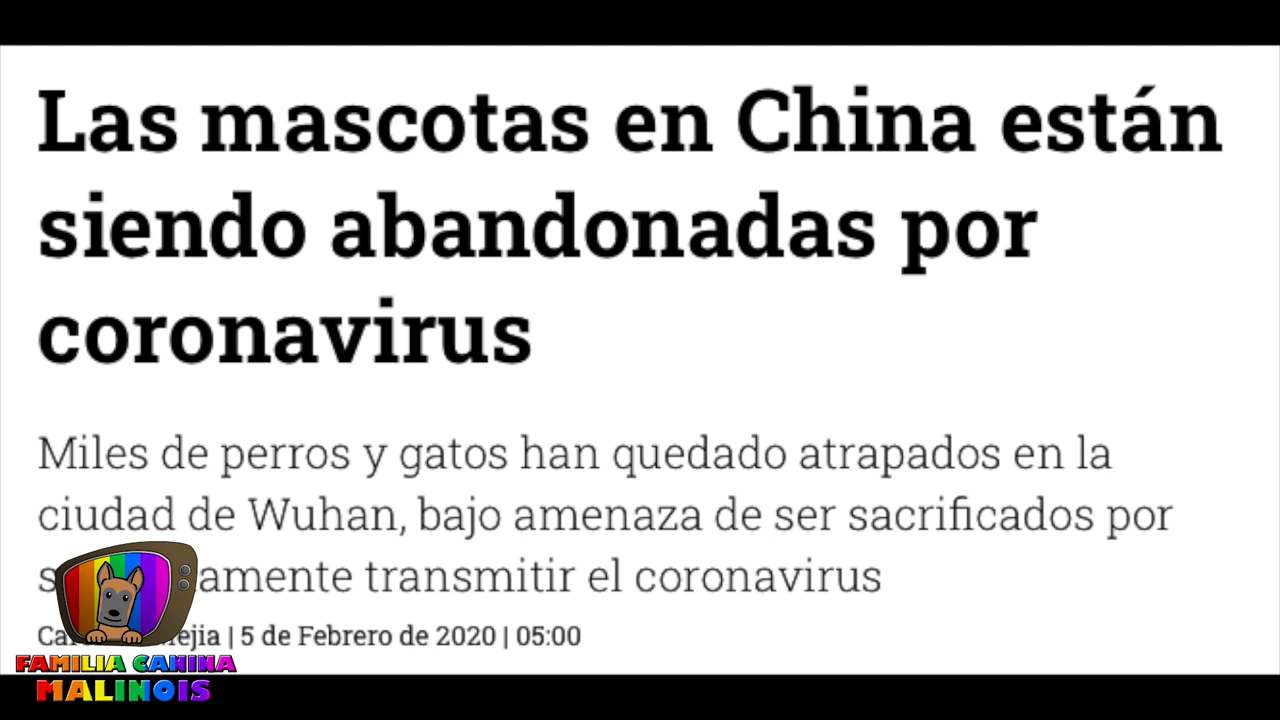 Las mascotas en China están
siendo abandonadas por
coronavirus
Miles de perros y gatos han quedado atrapados en la
ciudad de Wuhan, bajo amenaza de ser sacrificados por
transmitir el coronavirus
| 5 de Febrero de 2020 | 05:00
FAMILIA CANINA
MALINOIS